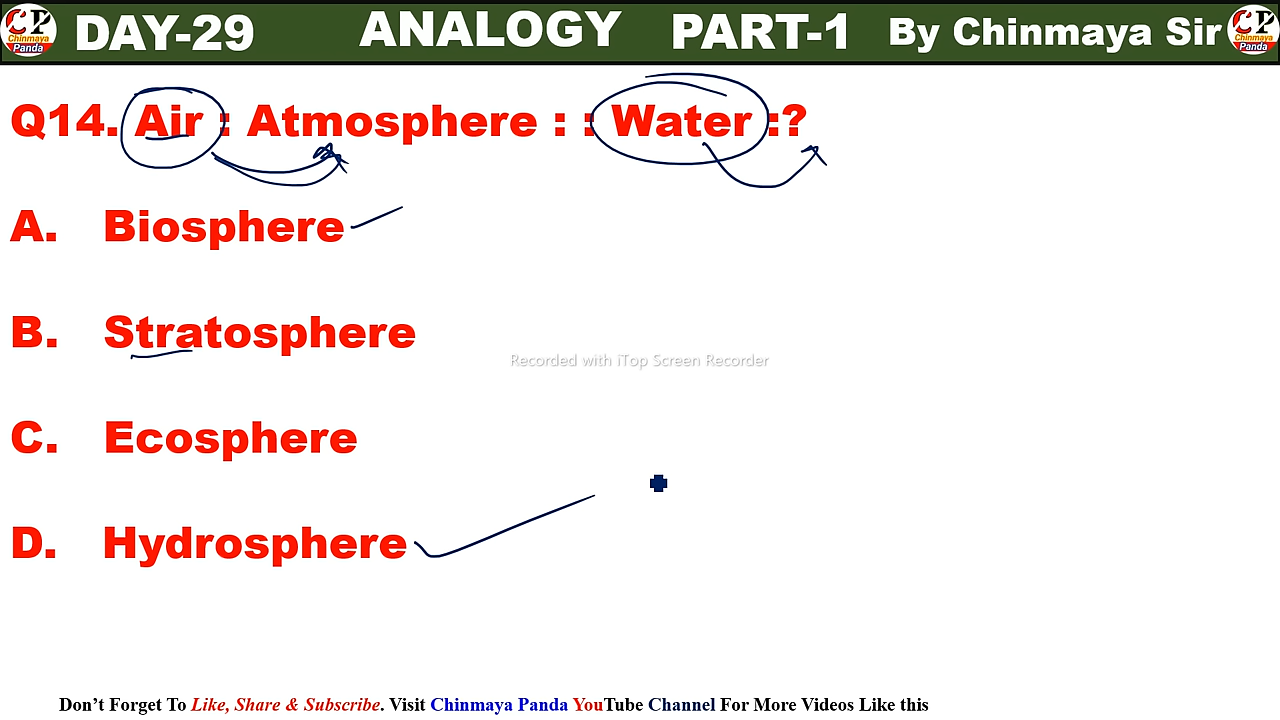 CP Chinmaya Panda DAY-29 ANALOGY PART-1 By Chinmaya Sir CP Chinmaya Panda
Q14. Air : Atmosphere : : Water :?
A. Biosphere
B. Stratosphere
Recorded with iTop Screen Recorder
C. Ecosphere
D. Hydrosphere
Don’t Forget To Like, Share & Subscribe. Visit Chinmaya Panda YouTube Channel For More Videos Like this